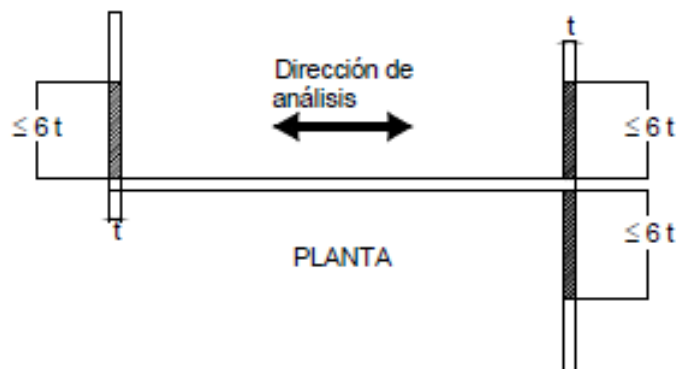 t
Dirección de
análisis
≤ 6 t
≤ 6 t
t
PLANTA
≤ 6 t